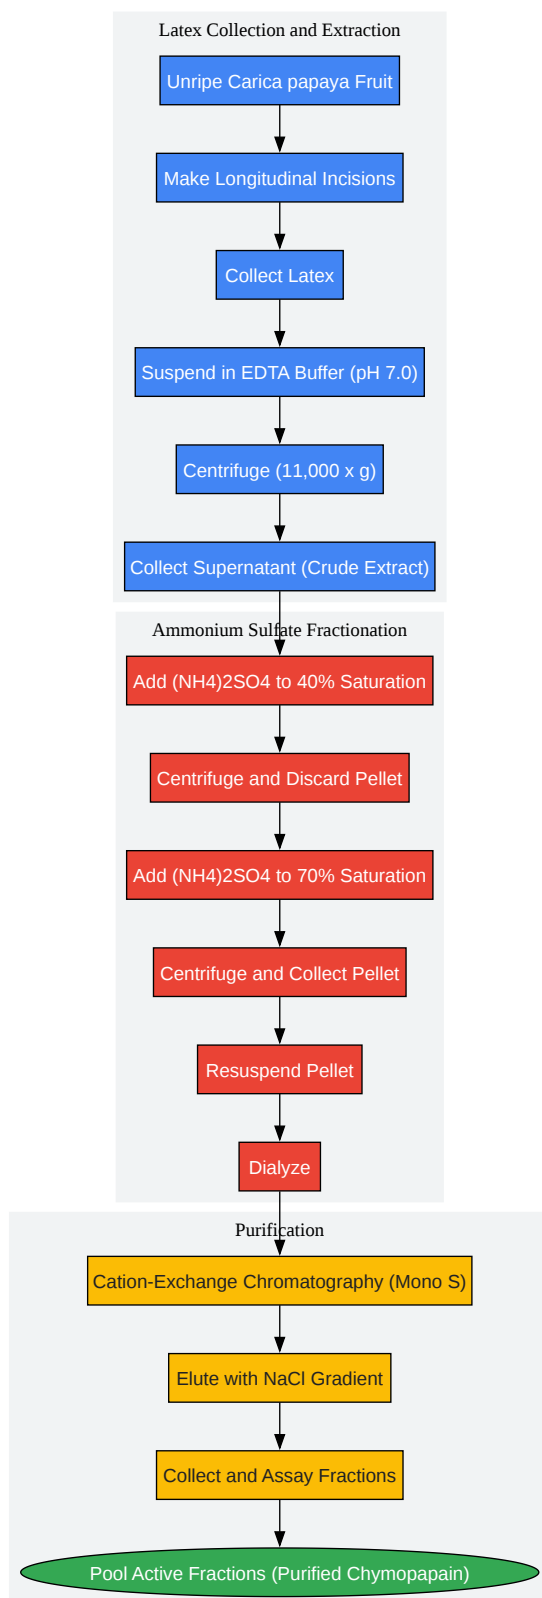 Latex Collection and Extraction
Unripe Carica papaya Fruit
Make Longitudinal Incisions
Collect Latex
Suspend in EDTA Buffer (pH 7.0)
Centrifuge (11,000 x g)
Collect Supernatant (Crude Extract)
Ammonium Sulfate Fractionation
Add (NH4)2SO4 to 40% Saturation
Centrifuge and Discard Pellet
Add (NH4)2SO4 to 70% Saturation
Centrifuge and Collect Pellet
Resuspend Pellet
Dialyze
Purification
Cation-Exchange Chromatography (Mono S)
Elute with NaCl Gradient
Collect and Assay Fractions
Pool Active Fractions (Purified Chymopapain)